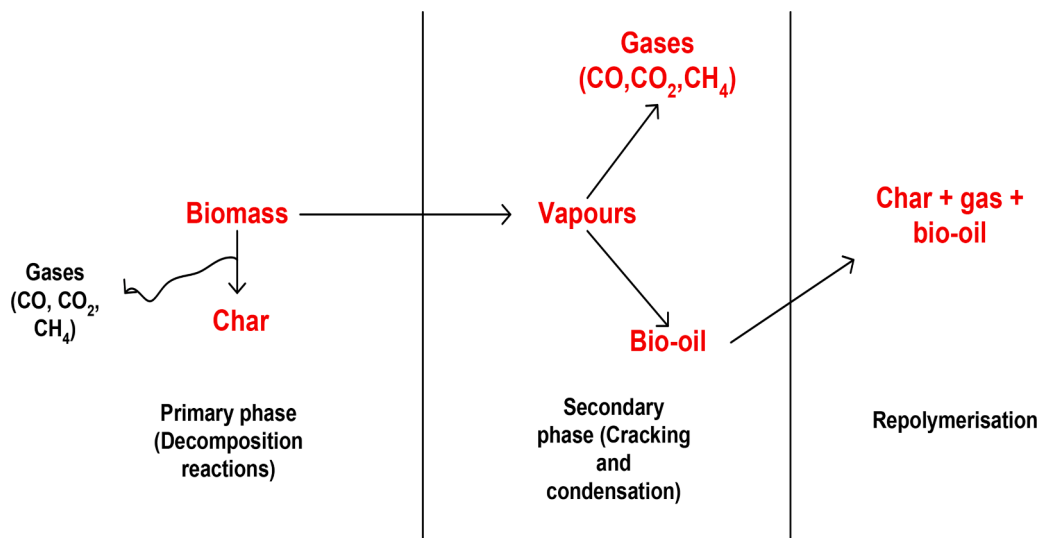 Gases
(CO,CO₂,CH₄)
Biomass
Vapours
Char + gas +
bio-oil
Gases
(CO, CO₂,
CH₄)
Char
Bio-oil
Primary phase
(Decomposition
reactions)
Secondary
phase (Cracking
and
condensation)
Repolymerisation